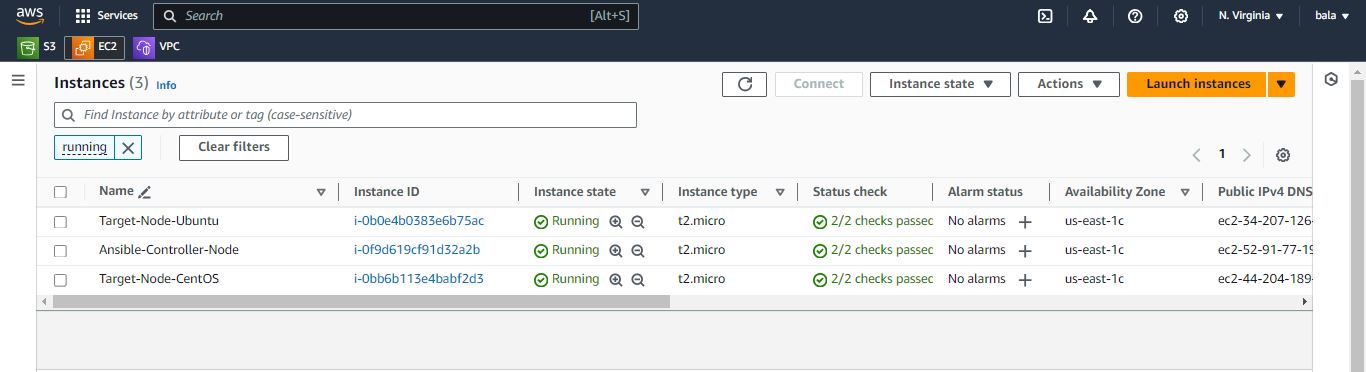 aws Services Search [Alt+S] N. Virginia bala
S3 EC2 VPC
Instances (3) Info Connect Instance state Actions Launch instances
Find Instance by attribute or tag (case-sensitive)
running Clear filters
1
Name Instance ID Instance state Instance type Status check Alarm status Availability Zone Public IPv4 DNS
Target-Node-Ubuntu i-0b0e4b0383e6b75ac Running t2.micro 2/2 checks passed No alarms us-east-1c ec2-34-207-126-
Ansible-Controller-Node i-0f9d619cf91d32a2b Running t2.micro 2/2 checks passed No alarms us-east-1c ec2-52-91-77-19
Target-Node-CentOS i-0bb6b113e4babf2d3 Running t2.micro 2/2 checks passed No alarms us-east-1c ec2-44-204-189-